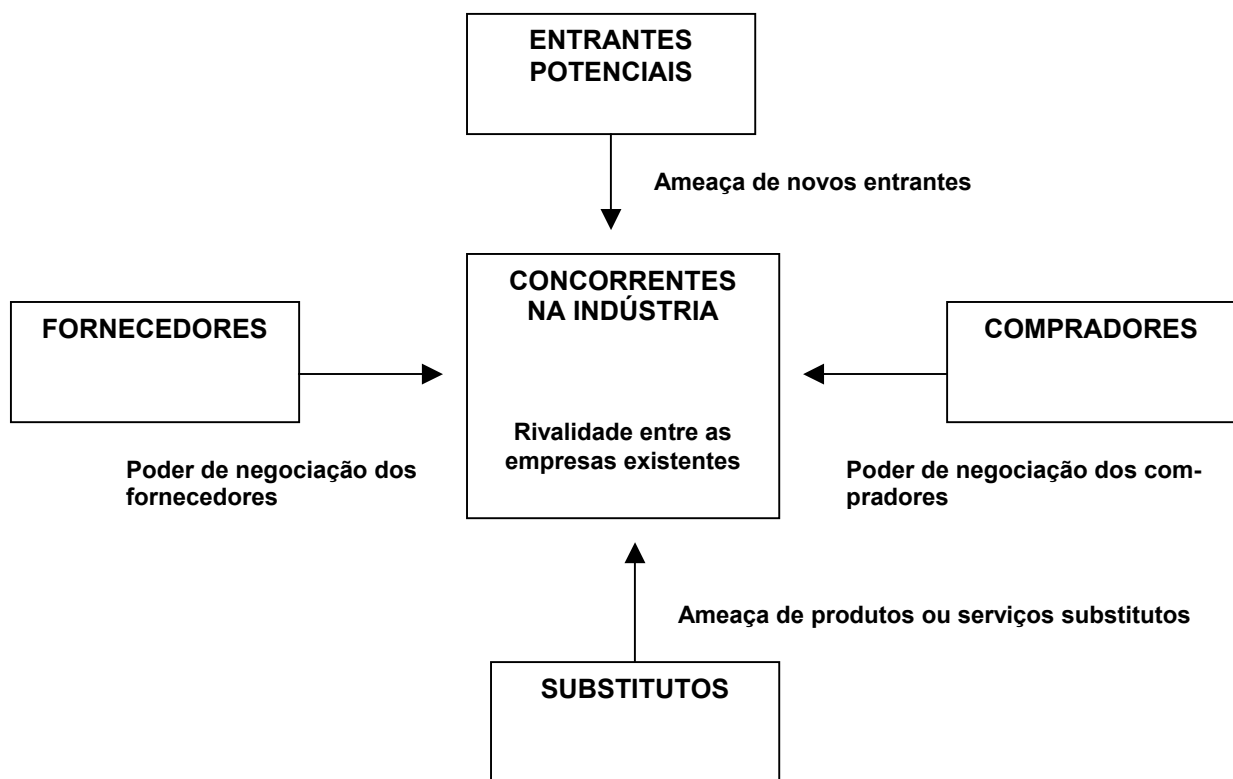 ENTRANTES
POTENCIAIS
Ameaça de novos entrantes
CONCORRENTES
NA INDÚSTRIA
FORNECEDORES
COMPRADORES
Rivalidade entre as
empresas existentes
Poder de negociação dos
fornecedores
Poder de negociação dos com-
pradores
Ameaça de produtos ou serviços substitutos
SUBSTITUTOS